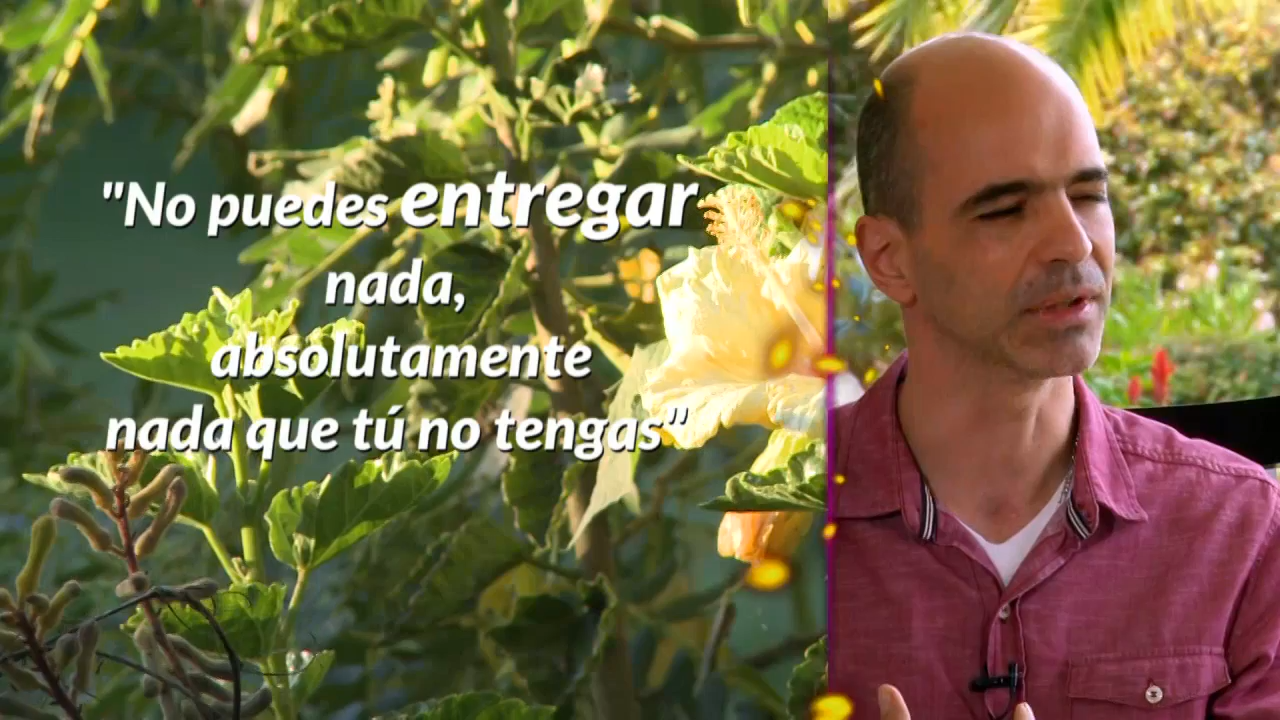 "No puedes entregar
nada,
absolutamente
nada que tú no tengas"